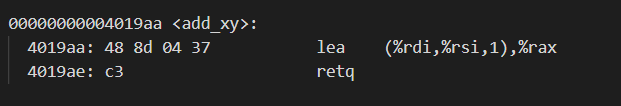 00000000004019aa <add_xy>:
4019aa: 48 8d 04 37 lea (%rdi,%rsi,1),%rax
4019ae: c3 retq